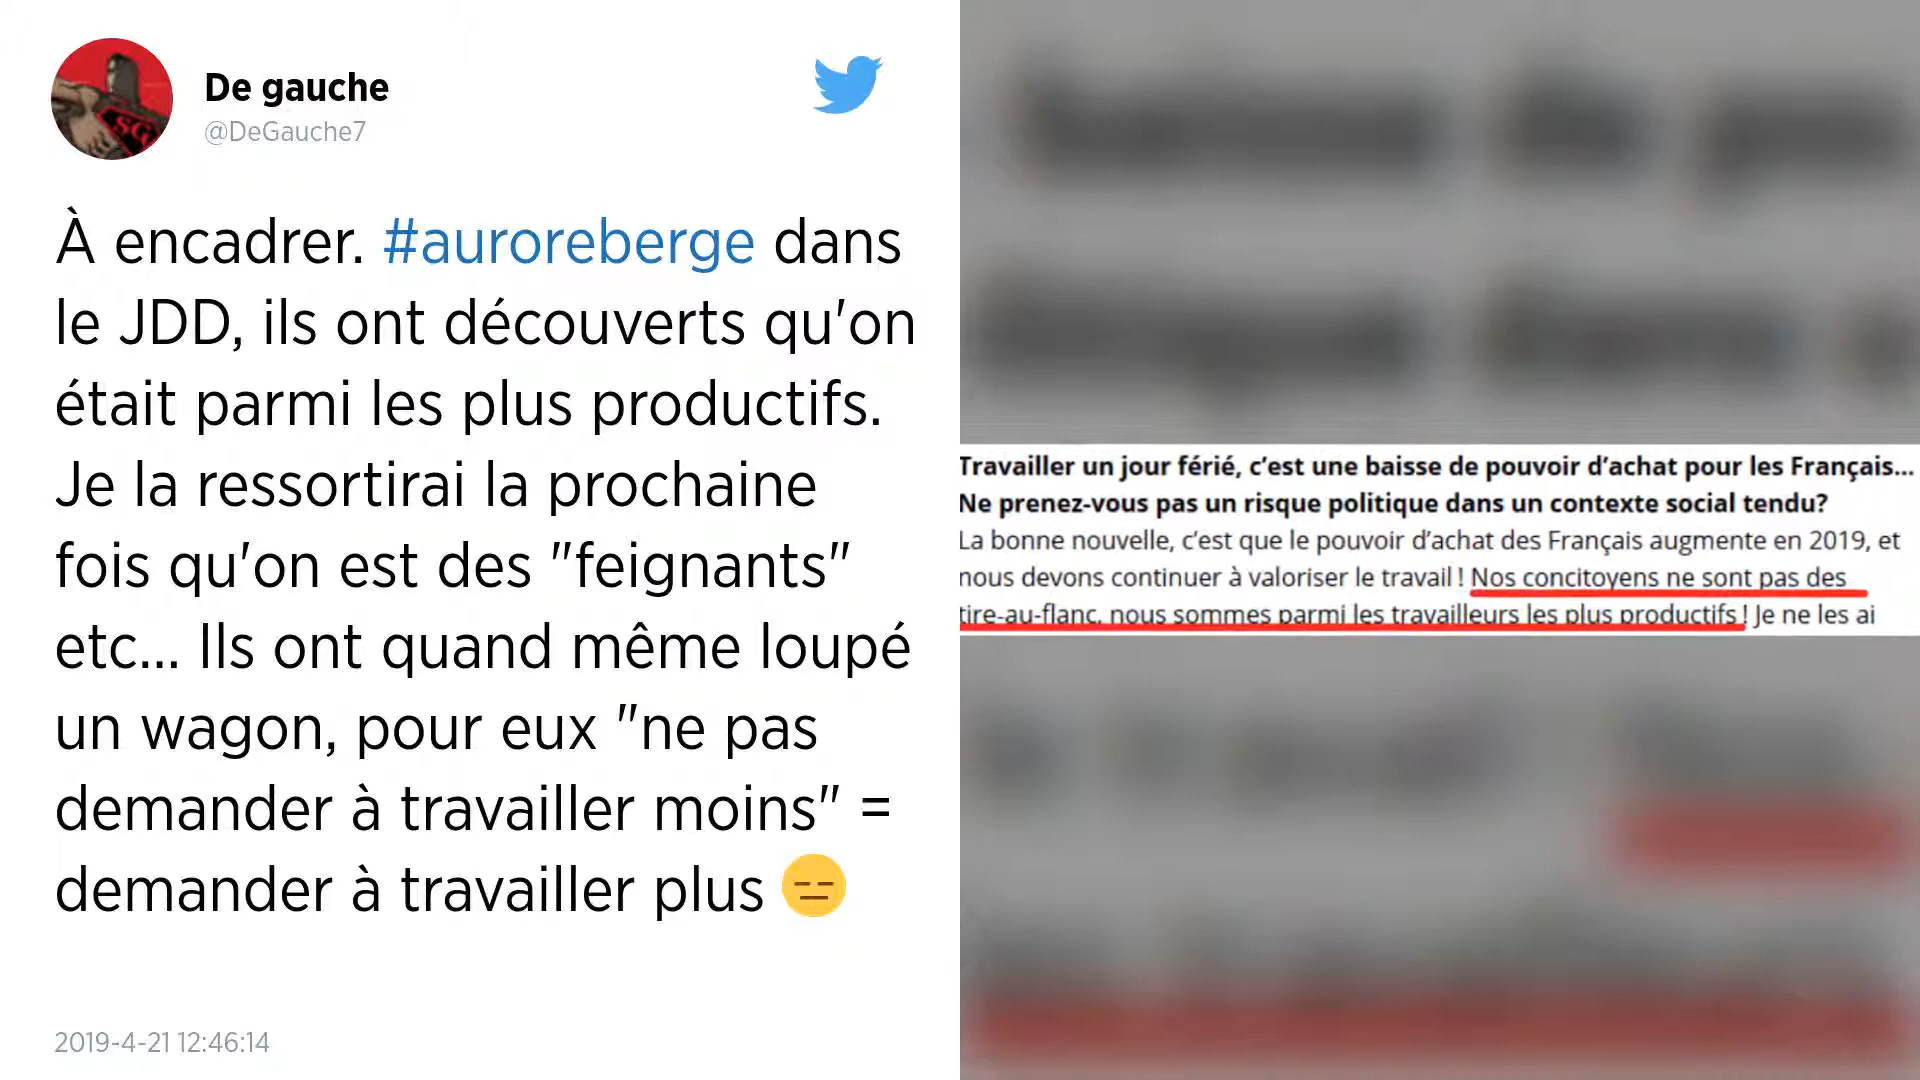 De gauche
@DeGauche7
À encadrer. #auroreberge dans
le JDD, ils ont découverts qu'on
était parmi les plus productifs.
Je la ressortirai la prochaine
fois qu'on est des "feignants"
etc... Ils ont quand même loupé
un wagon, pour eux "ne pas
demander à travailler moins" =
demander à travailler plus 😑
2019-4-21 12:46:14
SG
Travailler un jour férié, c’est une baisse de pouvoir d’achat pour les Français...
Ne prenez-vous pas un risque politique dans un contexte social tendu?
La bonne nouvelle, c’est que le pouvoir d’achat des Français augmente en 2019, et
nous devons continuer à valoriser le travail ! Nos concitoyens ne sont pas des
tire-au-flanc, nous sommes parmi les travailleurs les plus productifs ! Je ne les ai